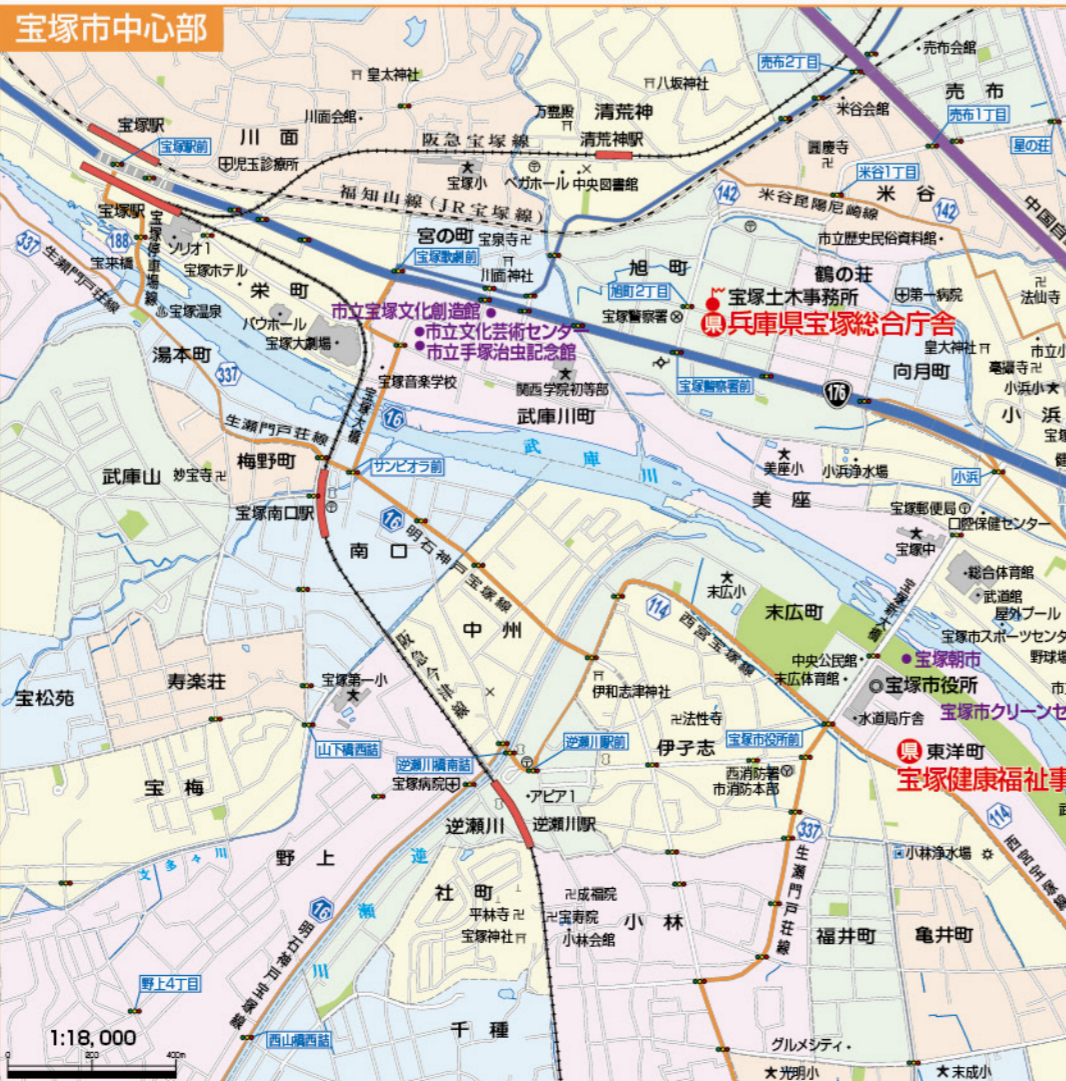 宝塚市中心部
皇太神社
八坂神社
売布2丁目
売布会館
売布
宝塚駅
川面
川面会館
万霊殿
清荒神
米谷会館
売布1丁目
宝塚駅前
阪急宝塚線
清荒神駅
圓慶寺
星の荘
児玉診療所
宝塚小
ベガホール
中央図書館
米谷1丁目
米谷
福知山線(JR宝塚線)
142
米谷昆陽尼崎線
142
宝塚駅
188
宝塚停車場線
337
生瀬門戸荘線
宝来橋
ソリオ1
宮の町
宝泉寺
市立歴史民俗資料館
中国自
宝塚歌劇前
川面神社
旭町
鶴の荘
宝塚ホテル
栄町
旭町2丁目
宝塚土木事務所
第一病院
法仙寺
宝塚温泉
市立宝塚文化創造館
宝塚警察署
兵庫県宝塚総合庁舎
バウホール
市立文化芸術センター
宝塚大劇場
市立手塚治虫記念館
皇大神社
市立小
湯本町
毫攝寺
337
宝塚音楽学校
関西学院初等部
宝塚警察署前
向月町
小浜小
176
宝塚大橋
16
武庫川町
小浜
生瀬門戸荘線
武庫川
梅野町
サンビオラ前
美座小
小浜浄水場
小浜
武庫山
妙宝寺
美座
宝塚南口駅
16
宝塚郵便局
口腔保健センター
南口
明石神戸宝塚線
宝塚中
総合体育館
武道館
屋外プール
末広小
宝塚新大橋
114
末広町
中州
西宮宝塚線
宝塚市スポーツセンタ
阪急今津線
中央公民館
宝塚朝市
野球場
末広体育館
宝塚市役所
宝松苑
寿楽荘
宝塚第一小
伊和志津神社
水道局庁舎
宝塚市クリーンセ
法性寺
山下橋西詰
逆瀬川駅前
伊孑志
宝塚市役所前
逆瀬川橋南詰
県 東洋町
宝梅
宝塚病院
西消防署
市消防本部
宝塚健康福祉事
アピア1
114
逆瀬川
逆瀬川駅
337
西宮宝塚線
支多々川
野上
逆瀬川
生瀬門戸荘線
小林浄水場
社町
成福院
16
平林寺
宝寿院
小林
福井町
亀井町
宝塚神社
小林会館
明石神戸宝塚線
野上4丁目
1:18,000
千種
西山橋西詰
グルメシティ
0 200 400m
光明小
末成小